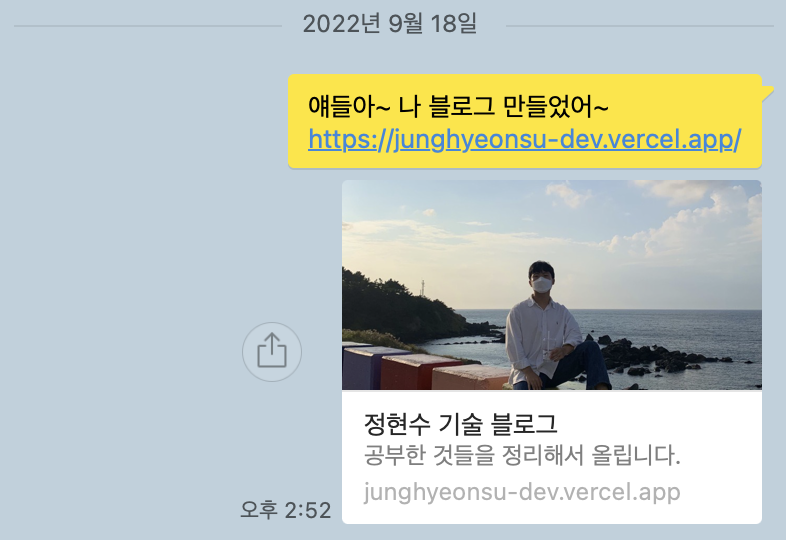 2022년 9월 18일
얘들아~ 나 블로그 만들었어~
https://junghyeonsu-dev.vercel.app/
정현수 기술 블로그
공부한 것들을 정리해서 올립니다.
junghyeonsu-dev.vercel.app
오후 2:52